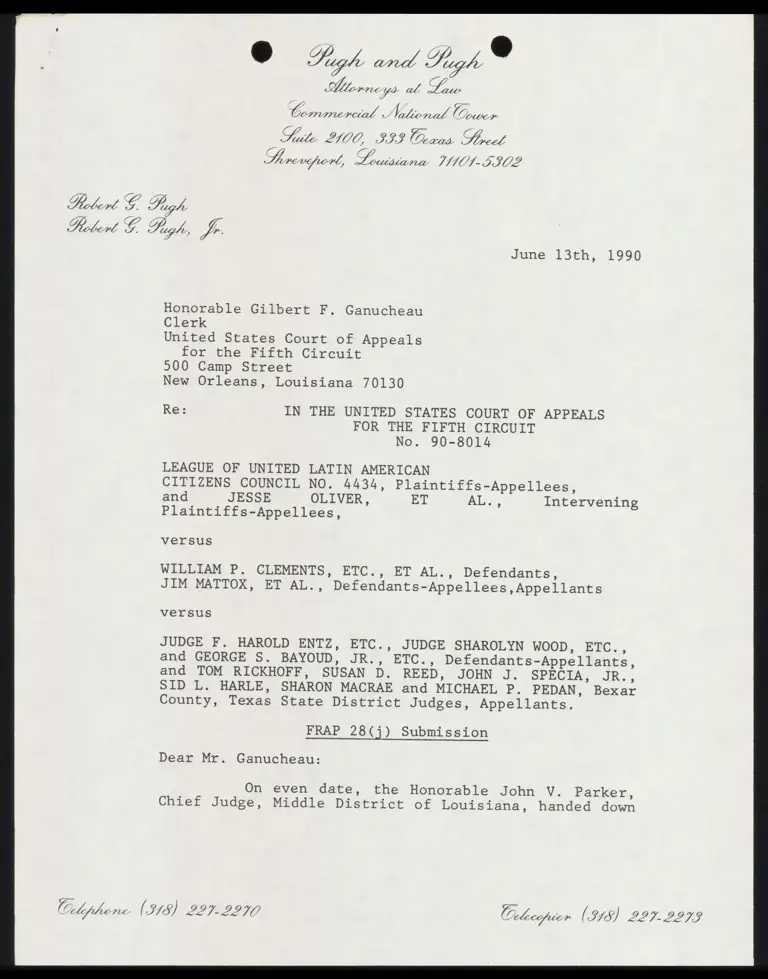 Pugh and Pugh
Attorneys at Law
Commercial National Tower
Suite 2100, 333 Texas Street
Shreveport, Louisiana 71101-5302
Robert G. Pugh
Robert G. Pugh, Jr.
June 13th, 1990
Honorable Gilbert F. Ganucheau
Clerk
United States Court of Appeals
for the Fifth Circuit
500 Camp Street
New Orleans, Louisiana 70130
Re: IN THE UNITED STATES COURT OF APPEALS
FOR THE FIFTH CIRCUIT
No. 90-8014
LEAGUE OF UNITED LATIN AMERICAN
CITIZENS COUNCIL NO. 4434, Plaintiffs-Appellees,
and JESSE OLIVER, ET AL., Intervening
Plaintiffs-Appellees,
versus
WILLIAM P. CLEMENTS, ETC., ET AL., Defendants,
JIM MATTOX, ET AL., Defendants-Appellees,Appellants
versus
JUDGE F. HAROLD ENTZ, ETC., JUDGE SHAROLYN WOOD, ETC.,
and GEORGE S. BAYOUD, JR., ETC., Defendants-Appellants,
and TOM RICKHOFF, SUSAN D. REED, JOHN J. SPECIA, JR.,
SID L. HARLE, SHARON MACRAE and MICHAEL P. PEDAN, Bexar
County, Texas State District Judges, Appellants.
FRAP 28(j) Submission
Dear Mr. Ganucheau:
On even date, the Honorable John V. Parker,
Chief Judge, Middle District of Louisiana, handed down
Telephone (318) 227-2270
Telecopier (318) 227-2273